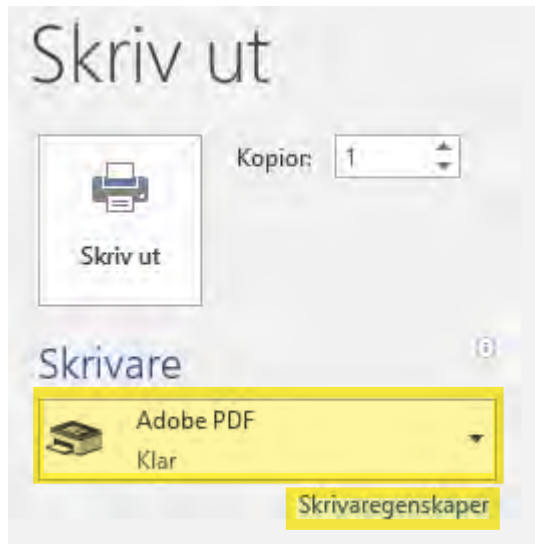 Skriv ut
Kopior: 1
Skriv ut
Skrivare
Adobe PDF
Klar
Skrivaregenskaper